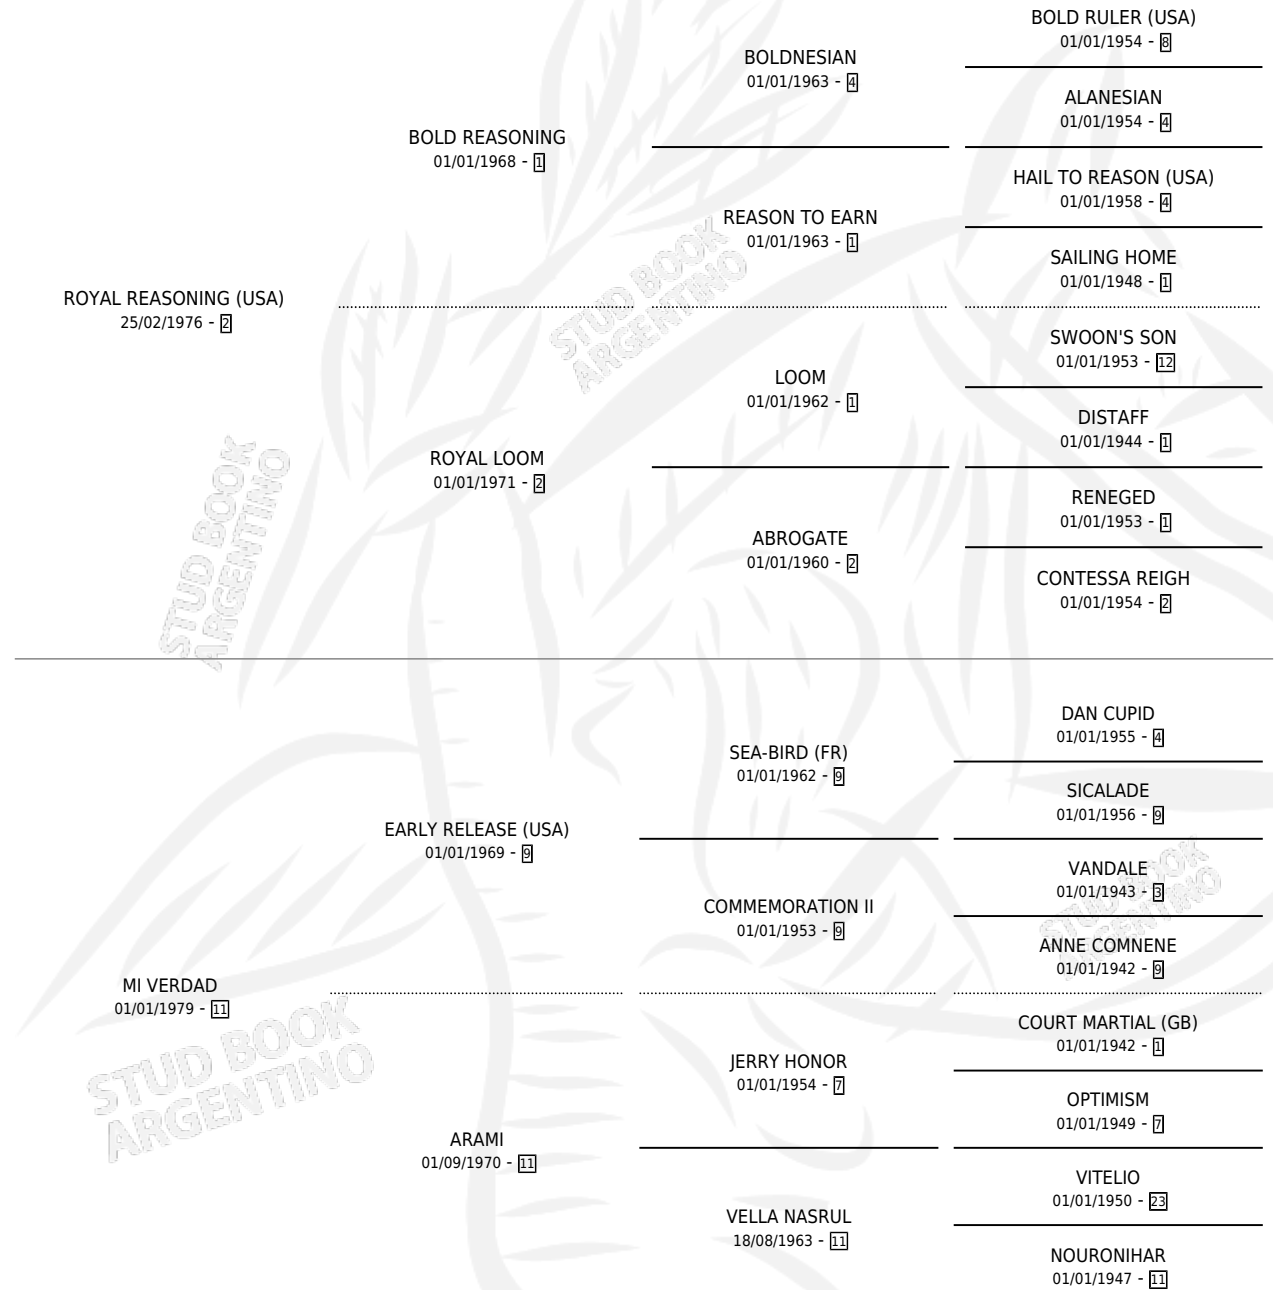 BOLD RULER (USA)
01/01/1954 - 8
BOLDNESIAN
01/01/1963 - 4
ALANESIAN
01/01/1954 - 4
BOLD REASONING
01/01/1968 - 1
HAIL TO REASON (USA)
01/01/1958 - 4
REASON TO EARN
01/01/1963 - 1
SAILING HOME
01/01/1948 - 1
ROYAL REASONING (USA)
25/02/1976 - 2
SWOON'S SON
01/01/1953 - 12
LOOM
01/01/1962 - 1
DISTAFF
01/01/1944 - 1
ROYAL LOOM
01/01/1971 - 2
RENEGED
01/01/1953 - 1
ABROGATE
01/01/1960 - 2
CONTESSA REIGH
01/01/1954 - 2
DAN CUPID
01/01/1955 - 4
SEA-BIRD (FR)
01/01/1962 - 9
SICALADE
01/01/1956 - 9
EARLY RELEASE (USA)
01/01/1969 - 9
VANDALE
01/01/1943 - 3
COMMEMORATION II
01/01/1953 - 9
ANNE COMNENE
01/01/1942 - 9
MI VERDAD
01/01/1979 - 11
COURT MARTIAL (GB)
01/01/1942 - 1
JERRY HONOR
01/01/1954 - 7
OPTIMISM
01/01/1949 - 7
ARAMI
01/09/1970 - 11
VITELIO
01/01/1950 - 23
VELLA NASRUL
18/08/1963 - 11
NOURONIHAR
01/01/1947 - 11
STUD BOOK
ARGENTINO
STUD BOOK
ARGENTINO
STUD BOOK
ARGENTINO
STUD BOOK
ARGENTINO